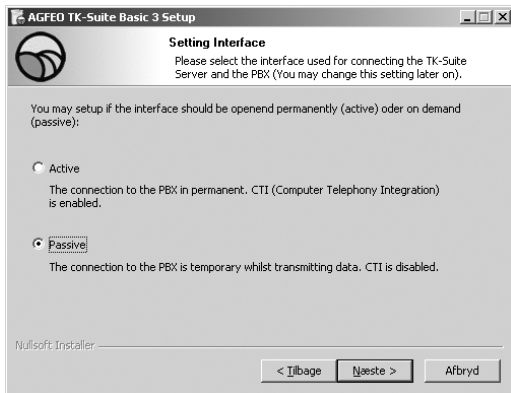 AGFEO TK-Suite Basic 3 Setup
Setting Interface
Please select the interface used for connecting the TK-Suite
Server and the PBX (You may change this setting later on).
You may setup if the interface should be openend permanently (active) oder on demand
(passive):
Active
The connection to the PBX in permanent. CTI (Computer Telephony Integration)
is enabled.
Passive
The connection to the PBX is temporary whilst transmitting data. CTI is disabled.
Nullsoft Installer
< Tilbage
Næste >
Afbryd